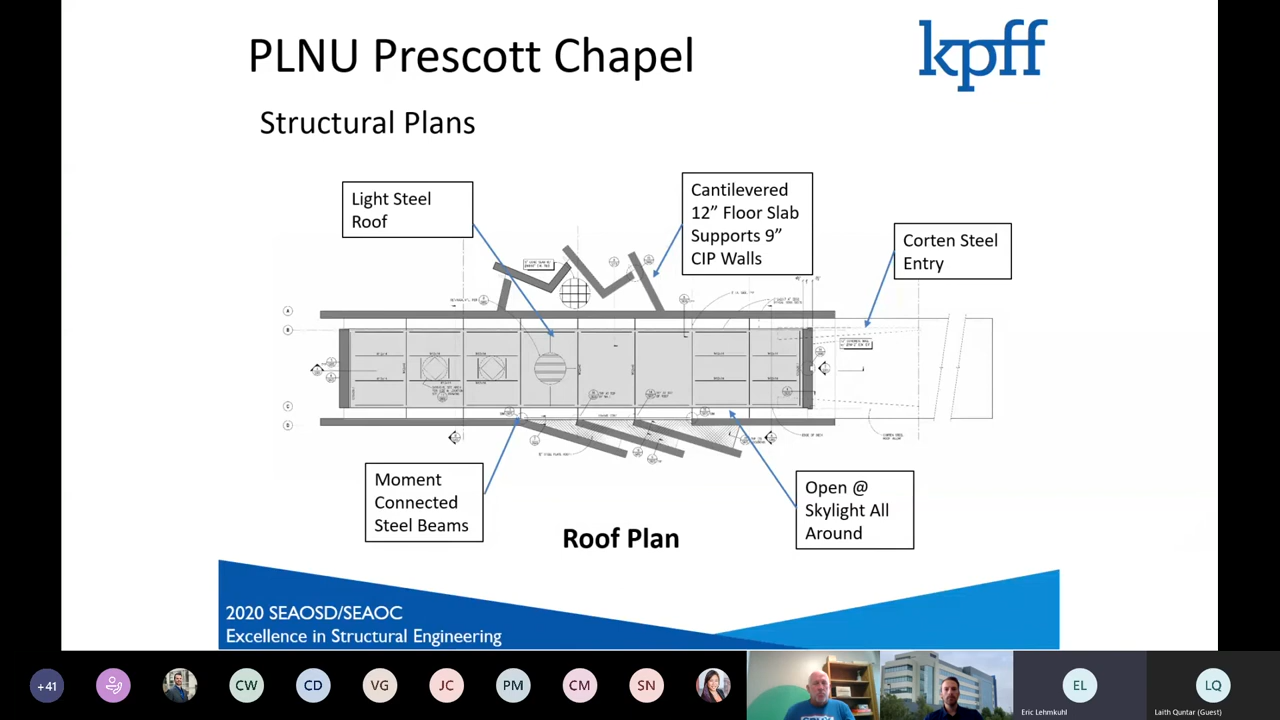 PLNU Prescott Chapel
kpff
Structural Plans
Light Steel
Roof
Cantilevered
12” Floor Slab
Supports 9”
CIP Walls
Corten Steel
Entry
A
B
C
D
Moment
Connected
Steel Beams
Open @
Skylight All
Around
Roof Plan
2020 SEAOSD/SEAOC
Excellence in Structural Engineering
+41
CW
CD
VG
JC
PM
CM
SN
EL
LQ
Eric Lehmkuhl
Laith Quntar (Guest)